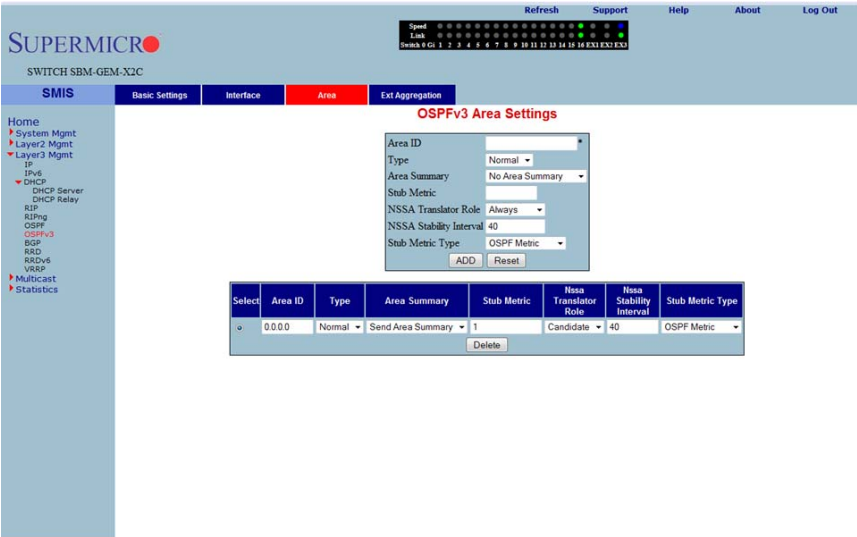 Refresh Support Help About Log Out
SUPERMICRO
Speed
Link
Switch 0 Gi 1 2 3 4 5 6 7 8 9 10 11 12 13 14 15 16 EX1 EX2 EX3
SWITCH SBM-GEM-X2C
SMIS
Basic Settings Interface Area Ext Aggregation
Home
System Mgmt
Layer2 Mgmt
Layer3 Mgmt
IP
IPv6
DHCP
DHCP Server
DHCP Relay
RIP
RIPng
OSPF
OSPFv3
BGP
RRD
RRDv6
VRRP
Multicast
Statistics
OSPFv3 Area Settings
Area ID *
Type Normal
Area Summary No Area Summary
Stub Metric
NSSA Translator Role Always
NSSA Stability Interval 40
Stub Metric Type OSPF Metric
ADD Reset
Select Area ID Type Area Summary Stub Metric Nssa Translator Role Nssa Stability Interval Stub Metric Type
0.0.0.0 Normal Send Area Summary 1 Candidate 40 OSPF Metric
Delete